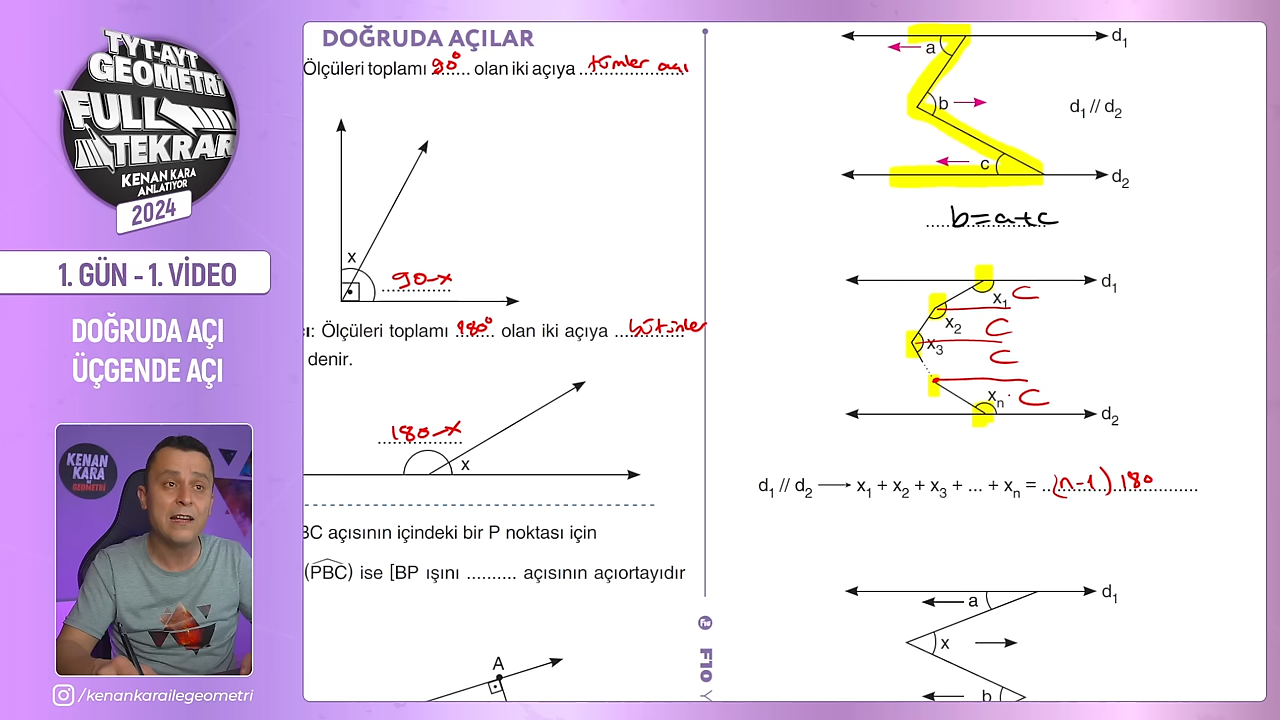 TYT-AYT
GEOMETRİ
FULL
TEKRAR
KENAN KARA
ANLATIYOR
2024
1. GÜN - 1. VİDEO
DOĞRUDA AÇI
ÜÇGENDE AÇI
KENAN
KARA
İLE
GEOMETRİ
/kenankarailegeometri
DOĞRUDA AÇILAR
Ölçüleri toplamı 90° olan iki açıya tümler açı
x
90-x
ı: Ölçüleri toplamı 180° olan iki açıya bütünler
denir.
180-x
x
BC açısının içindeki bir P noktası için
(PBC) ise [BP ışını .......... açısının açıortayıdır
A
F10
F10
a
d1
b
d1 // d2
c
d2
b=a+c
d1
x1 C
x2 C
x3 C
xn C
d2
d1 // d2 ⟶ x1 + x2 + x3 + ... + xn = (n-1) 180
a
d1
x
b